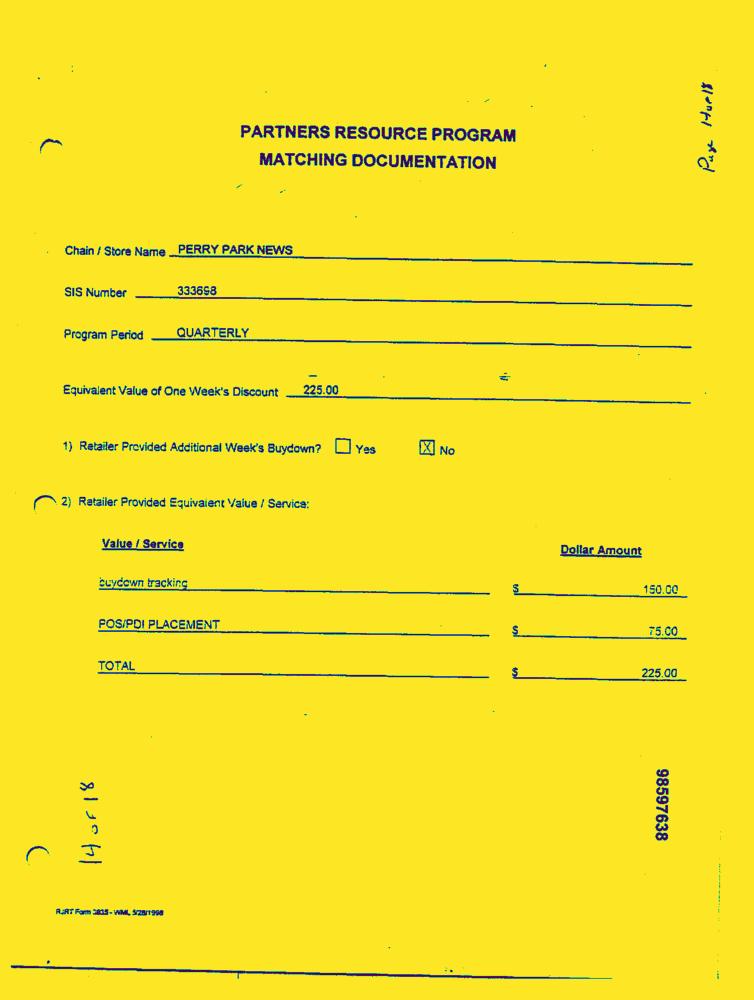 Page 14 of 18
PARTNERS RESOURCE PROGRAM
MATCHING DOCUMENTATION
Chain / Store Name PERRY PARK NEWS
SIS Number 333698
Program Period QUARTERLY
Equivalent Value of One Week's Discount 225.00
1) Retailer Provided Additional Week's Buydown? Yes X No
2) Retailer Provided Equivalent Value / Service:
Value / Service Dollar Amount
buydown tracking $ 150.00
POS/PDI PLACEMENT $ 75.00
TOTAL $ 225.00
14 of 18
98597638
RJRT Form - WML 5/28/1998